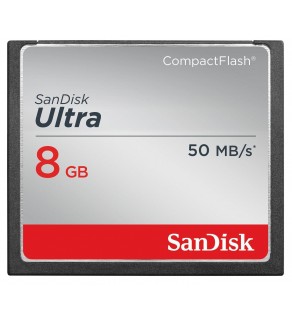 CompactFlash®
SanDisk
Ultra
8 GB
50 MB/s*
SanDisk